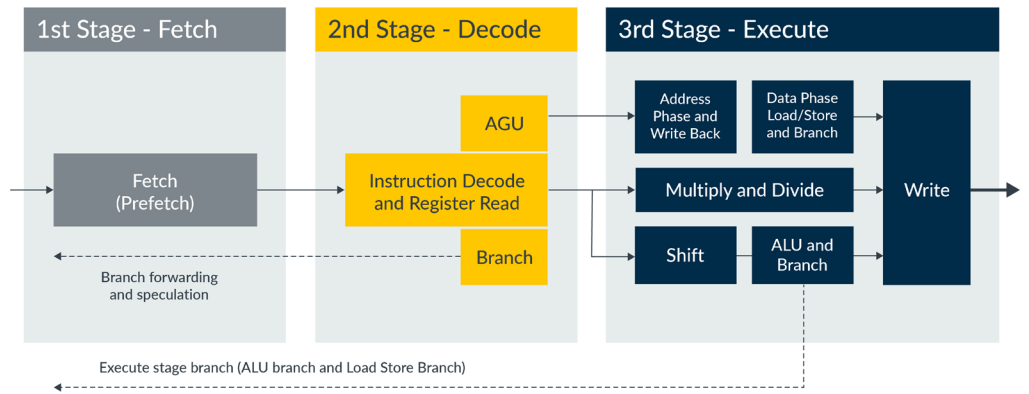 1st Stage - Fetch
2nd Stage - Decode
3rd Stage - Execute
Fetch
(Prefetch)
AGU
Instruction Decode
and Register Read
Branch
Address
Phase and
Write Back
Data Phase
Load/Store
and Branch
Multiply and Divide
Shift
ALU and
Branch
Write
Branch forwarding
and speculation
Execute stage branch (ALU branch and Load Store Branch)